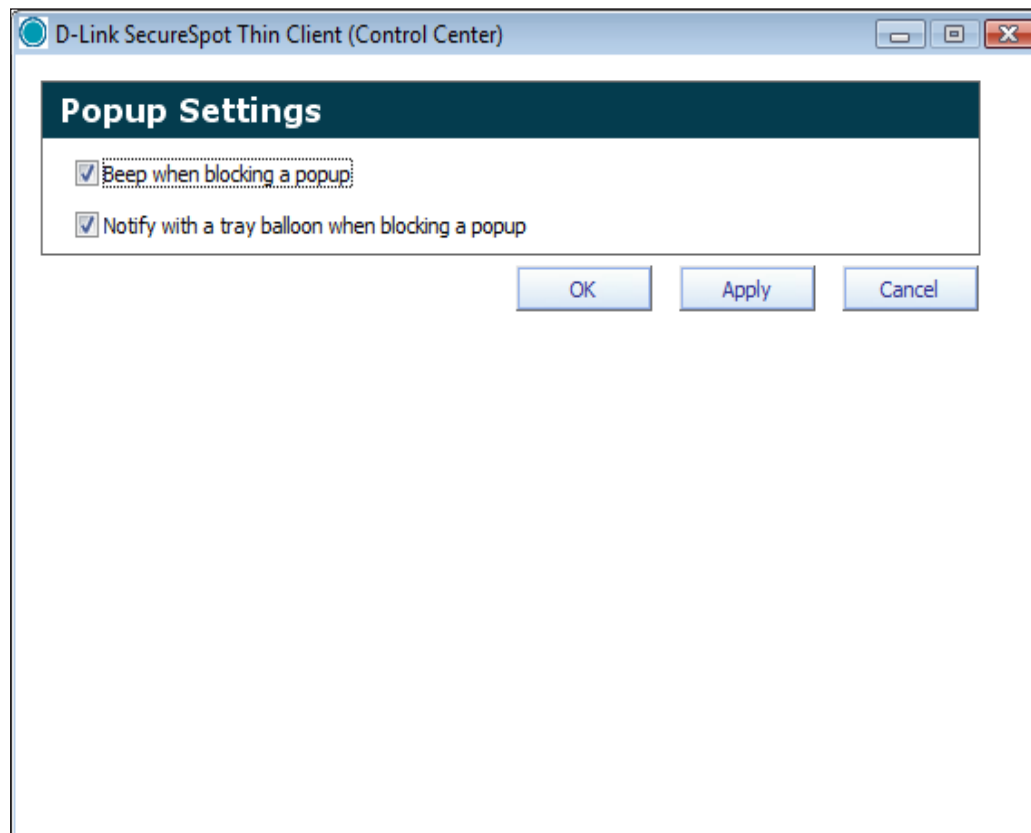 D-Link SecureSpot Thin Client (Control Center)
Popup Settings
Beep when blocking a popup
Notify with a tray balloon when blocking a popup
OK Apply Cancel